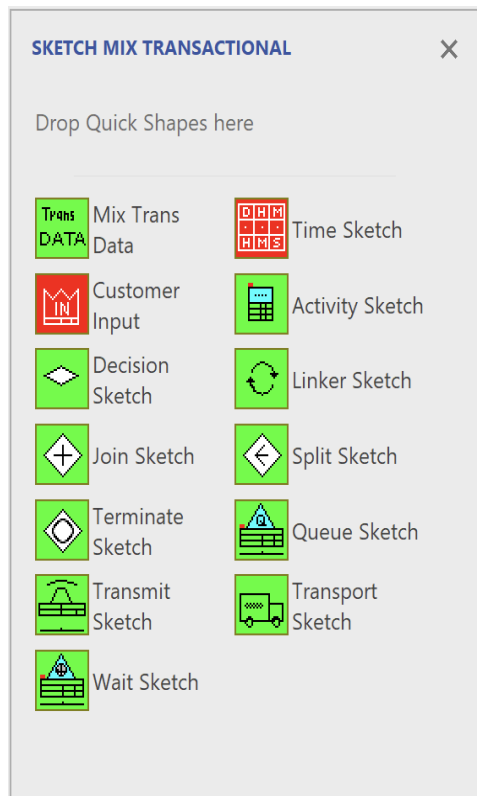 SKETCH MIX TRANSACTIONAL
Drop Quick Shapes here
Trans
DATA
Mix Trans
Data
D H M
H M S
Time Sketch
IN
Customer
Input
Activity Sketch
Decision
Sketch
Linker Sketch
Join Sketch
Split Sketch
Terminate
Sketch
Q
Queue Sketch
Transmit
Sketch
Transport
Sketch
Wait Sketch